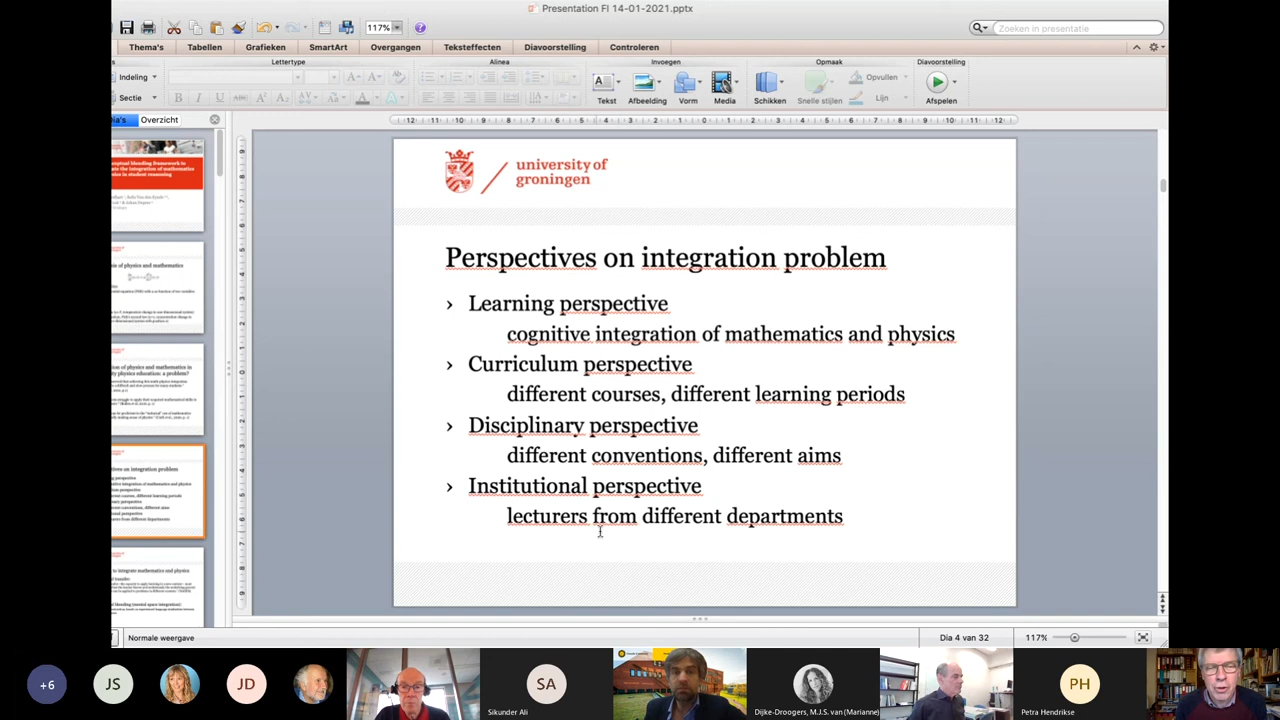 Presentation FI 14-01-2021.pptx
117%
Zoeken in presentatie
Thema's Tabellen Grafieken SmartArt Overgangen Teksteffecten Diavoorstelling Controleren
Lettertype Alinea Invoegen Opmaak Diavoorstelling
Indeling
Sectie
Opvullen
Lijn
Tekst Afbeelding Vorm Media Schikken Snelle stijlen Afspelen
Overzicht
university of
groningen
Perspectives on integration problem
› Learning perspective
cognitive integration of mathematics and physics
› Curriculum perspective
different courses, different learning periods
› Disciplinary perspective
different conventions, different aims
› Institutional perspective
lecturers from different departments
Normale weergave
Dia 4 van 32
117%
+6
JS
JD
SA
Sikunder Ali
Dijke-Droogers, M.J.S. van (Marianne)
PH
Petra Hendrikse